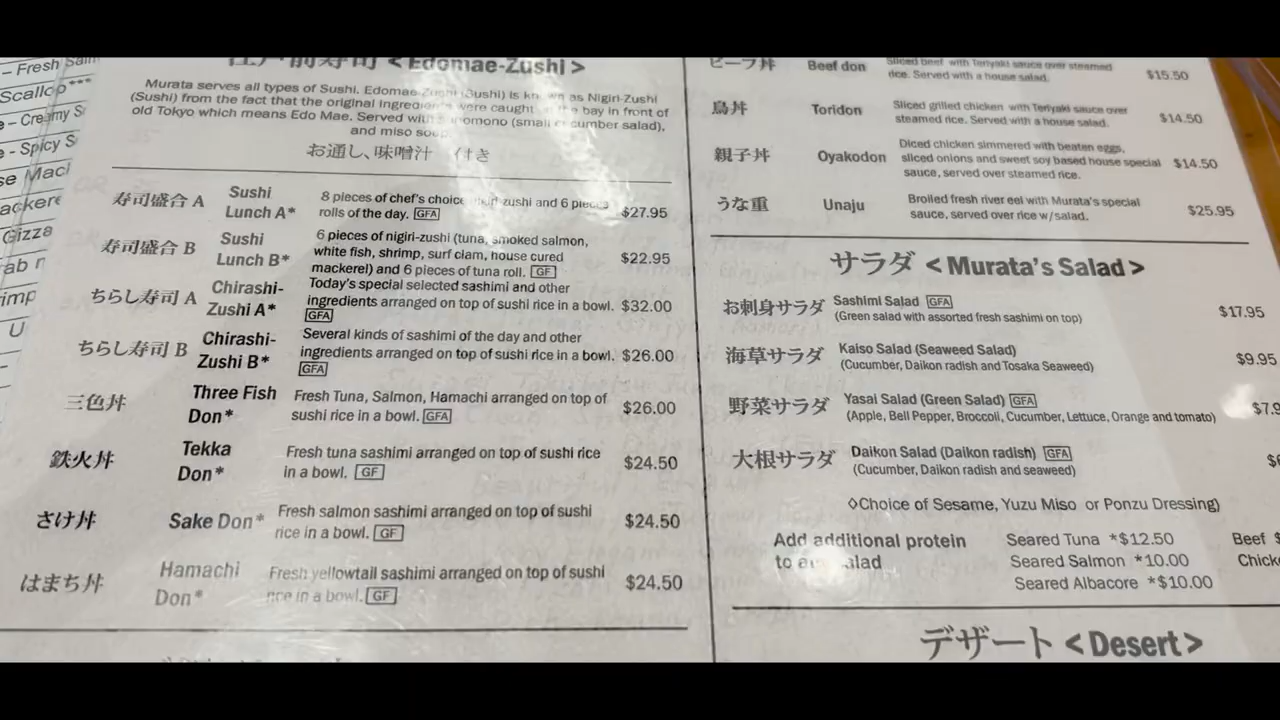 – Fresh
Scallop***
– Creamy S
- Spicy S
Gizza
imp
U
江戸前寿司 < Edomae-Zushi >
Murata serves all types of Sushi. Edomae-Zushi (Sushi) is known as Nigiri-Zushi
(Sushi) from the fact that the original ingredients were caught in the bay in front of
old Tokyo which means Edo Mae. Served with sunomono (small cucumber salad),
and miso soup.
お通し、味噌汁 付き
寿司盛合 A Sushi Lunch A* 8 pieces of chef's choice nigiri-zushi and 6 pieces
rolls of the day. GFA $27.95
寿司盛合 B Sushi Lunch B* 6 pieces of nigiri-zushi (tuna, smoked salmon,
white fish, shrimp, surf clam, house cured
mackerel) and 6 pieces of tuna roll. GF $22.95
ちらし寿司 A Chirashi-Zushi A* Today's special selected sashimi and other
ingredients arranged on top of sushi rice in a bowl. $32.00
GFA
ちらし寿司 B Chirashi-Zushi B* Several kinds of sashimi of the day and other
ingredients arranged on top of sushi rice in a bowl. $26.00
GFA
三色丼 Three Fish Don* Fresh Tuna, Salmon, Hamachi arranged on top of
sushi rice in a bowl. GFA $26.00
鉄火丼 Tekka Don* Fresh tuna sashimi arranged on top of sushi rice
in a bowl. GF $24.50
さけ丼 Sake Don* Fresh salmon sashimi arranged on top of sushi
rice in a bowl. GF $24.50
はまち丼 Hamachi Don* Fresh yellowtail sashimi arranged on top of sushi
rice in a bowl. GF $24.50
ビーフ丼 Beef don Sliced beef with Teriyaki sauce over steamed
rice. Served with a house salad. $15.50
鳥丼 Toridon Sliced grilled chicken with Teriyaki sauce over
steamed rice. Served with a house salad. $14.50
親子丼 Oyakodon Diced chicken simmered with beaten eggs,
sliced onions and sweet soy based house special
sauce, served over steamed rice. $14.50
うな重 Unaju Broiled fresh river eel with Murata's special
sauce, served over rice w/salad. $25.95
サラダ < Murata's Salad >
お刺身サラダ Sashimi Salad GFA
(Green salad with assorted fresh sashimi on top) $17.95
海草サラダ Kaiso Salad (Seaweed Salad)
(Cucumber, Daikon radish and Tosaka Seaweed) $9.95
野菜サラダ Yasai Salad (Green Salad) GFA
(Apple, Bell Pepper, Broccoli, Cucumber, Lettuce, Orange and tomato) $7.9
大根サラダ Daikon Salad (Daikon radish) GFA
(Cucumber, Daikon radish and seaweed)
◊Choice of Sesame, Yuzu Miso or Ponzu Dressing)
Add additional protein Seared Tuna *$12.50 Beef $
to any salad Seared Salmon *10.00 Chick
Seared Albacore *$10.00
デザート < Desert >